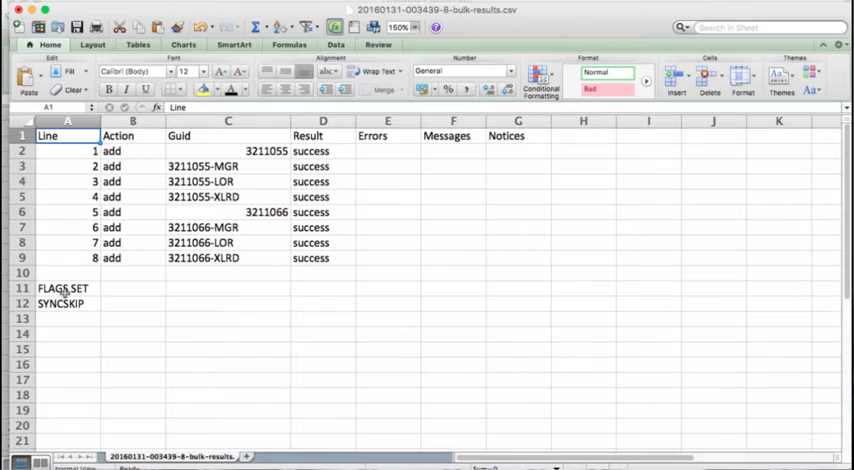 20160131-003439-8-bulk-results.csv
150%
Search in Sheet
Home Layout Tables Charts SmartArt Formulas Data Review
Edit Font Alignment Number Format Cells Themes
Fill Calibri (Body) 12 abc Wrap Text General Normal
Paste Clear B I U Merge % Conditional Formatting Bad Insert Delete Format Themes Aa
A1 fx Line
A B C D E F G H I J K
1 Line Action Guid Result Errors Messages Notices
2 1 add 3211055 success
3 2 add 3211055-MGR success
4 3 add 3211055-LOR success
5 4 add 3211055-XLRD success
6 5 add 3211066 success
7 6 add 3211066-MGR success
8 7 add 3211066-LOR success
9 8 add 3211066-XLRD success
10
11 FLAGS SET
12 SYNCSKIP
13
14
15
16
17
18
19
20
21
20160131-003439-8-bulk-results.
Normal View Sum=0